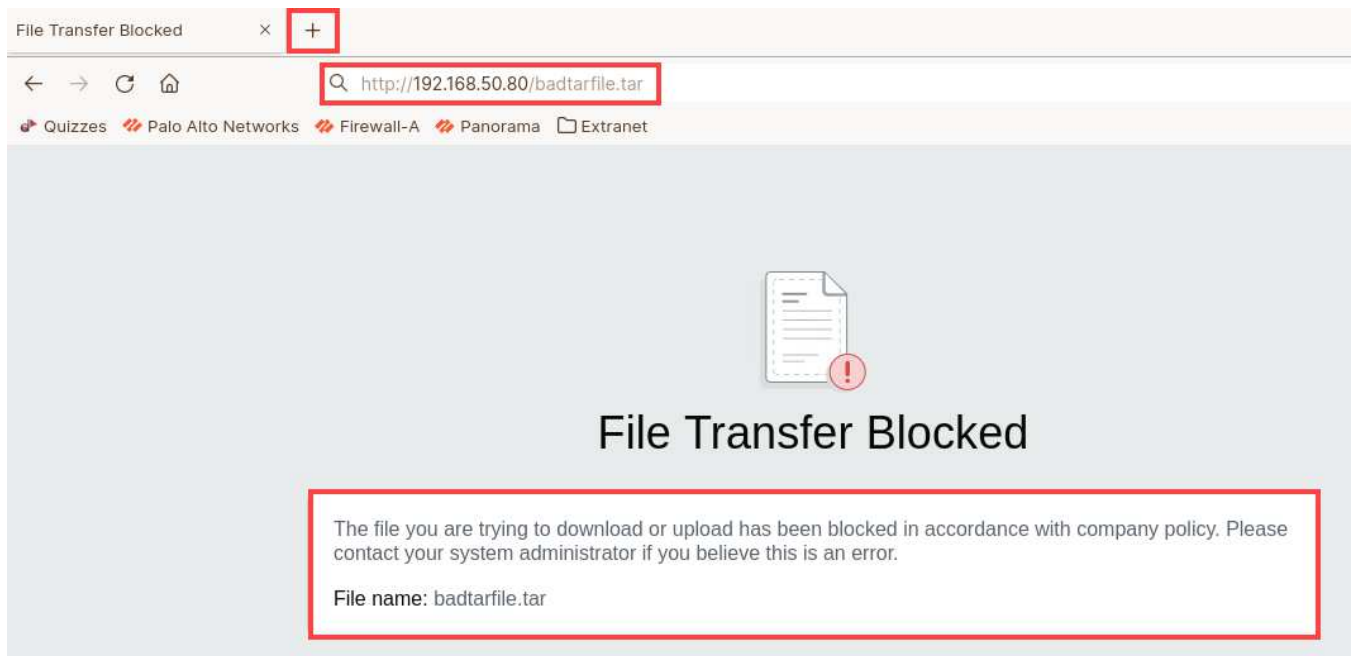 File Transfer Blocked
http://192.168.50.80/badtarfile.tar
Quizzes Palo Alto Networks Firewall-A Panorama Extranet
File Transfer Blocked
The file you are trying to download or upload has been blocked in accordance with company policy. Please
contact your system administrator if you believe this is an error.
File name: badtarfile.tar